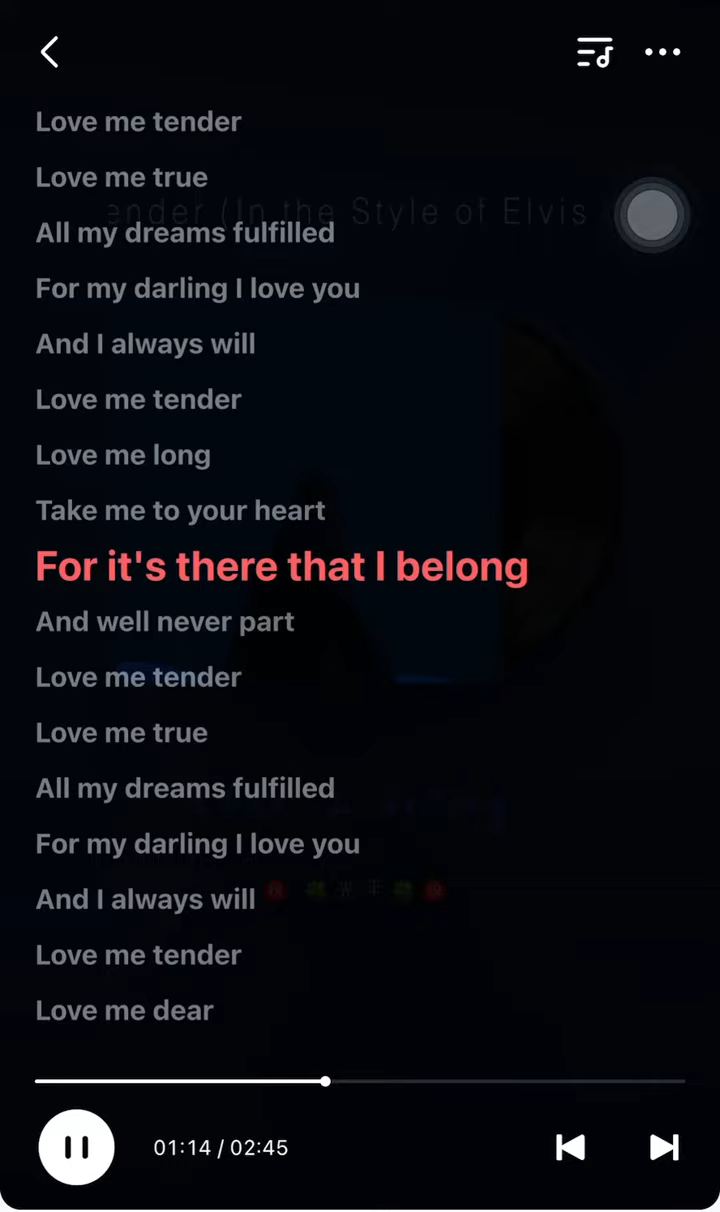 Love me tender
Love me true
ender (In the Style of Elvis
All my dreams fulfilled
For my darling I love you
And I always will
Love me tender
Love me long
Take me to your heart
For it's there that I belong
And well never part
Love me tender
Love me true
All my dreams fulfilled
For my darling I love you
And I always will
Love me tender
Love me dear
01:14 / 02:45